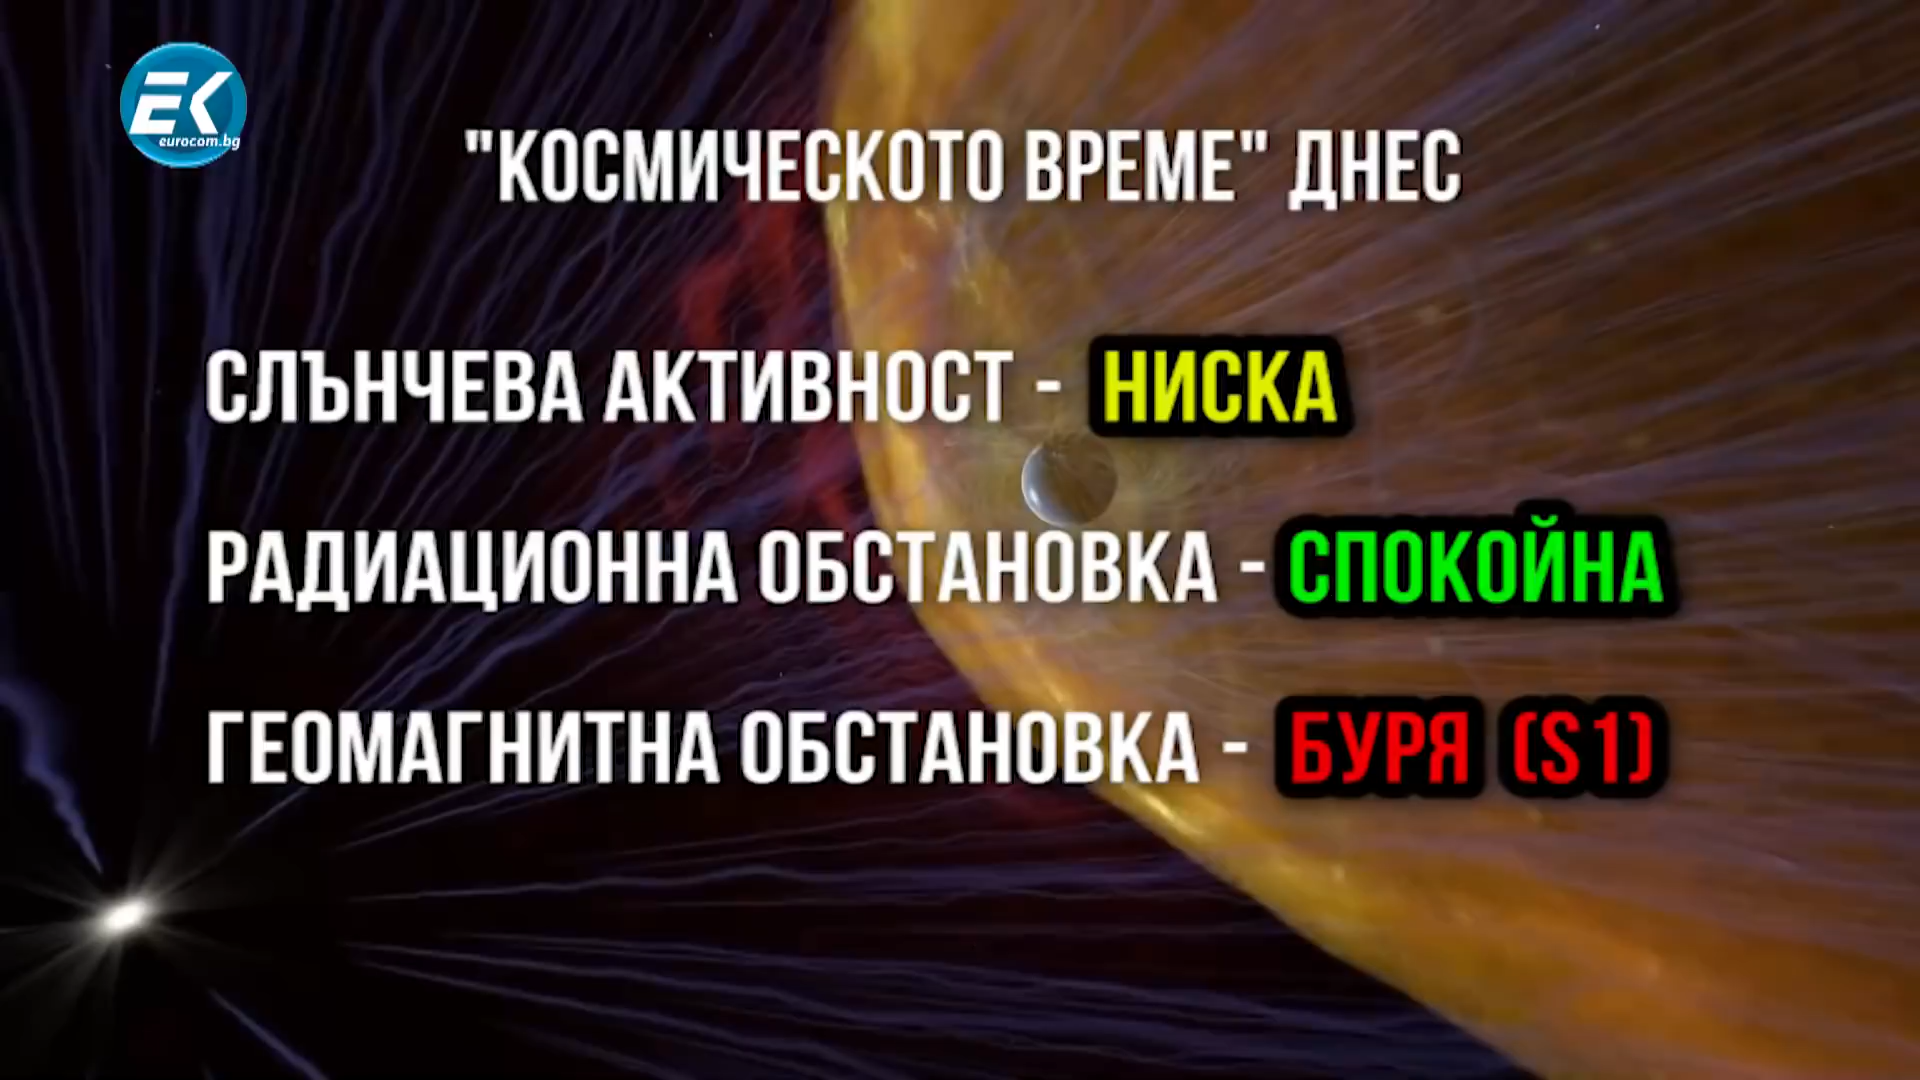 EK
eurocom.bg
"КОСМИЧЕСКОТО ВРЕМЕ" ДНЕС
СЛЪНЧЕВА АКТИВНОСТ - НИСКА
РАДИАЦИОННА ОБСТАНОВКА - СПОКОЙНА
ГЕОМАГНИТНА ОБСТАНОВКА - БУРЯ (S1)